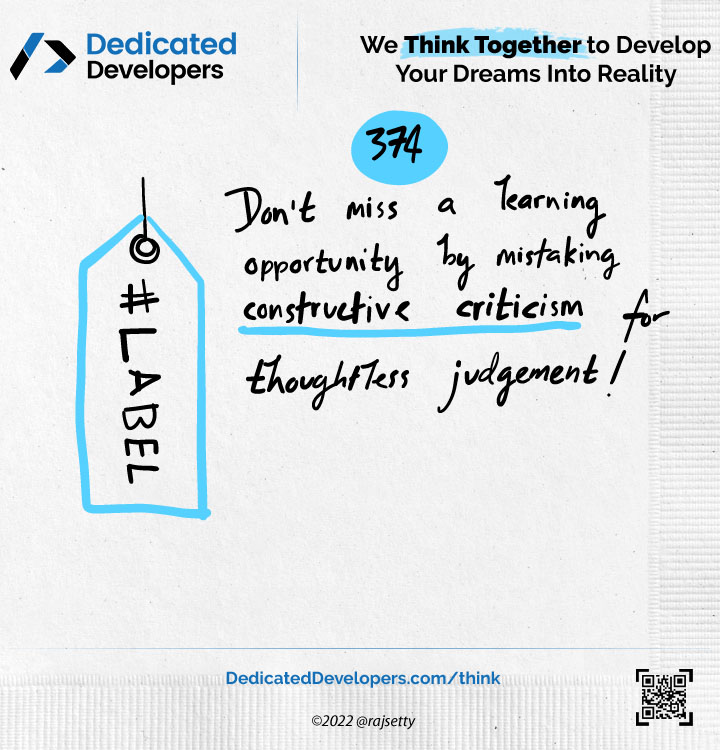 Dedicated
Developers
We Think Together to Develop
Your Dreams Into Reality
374
Don't miss a learning
opportunity by mistaking
constructive criticism for
thoughtless judgement!
#LABEL
DedicatedDevelopers.com/think
©2022 @rajsetty